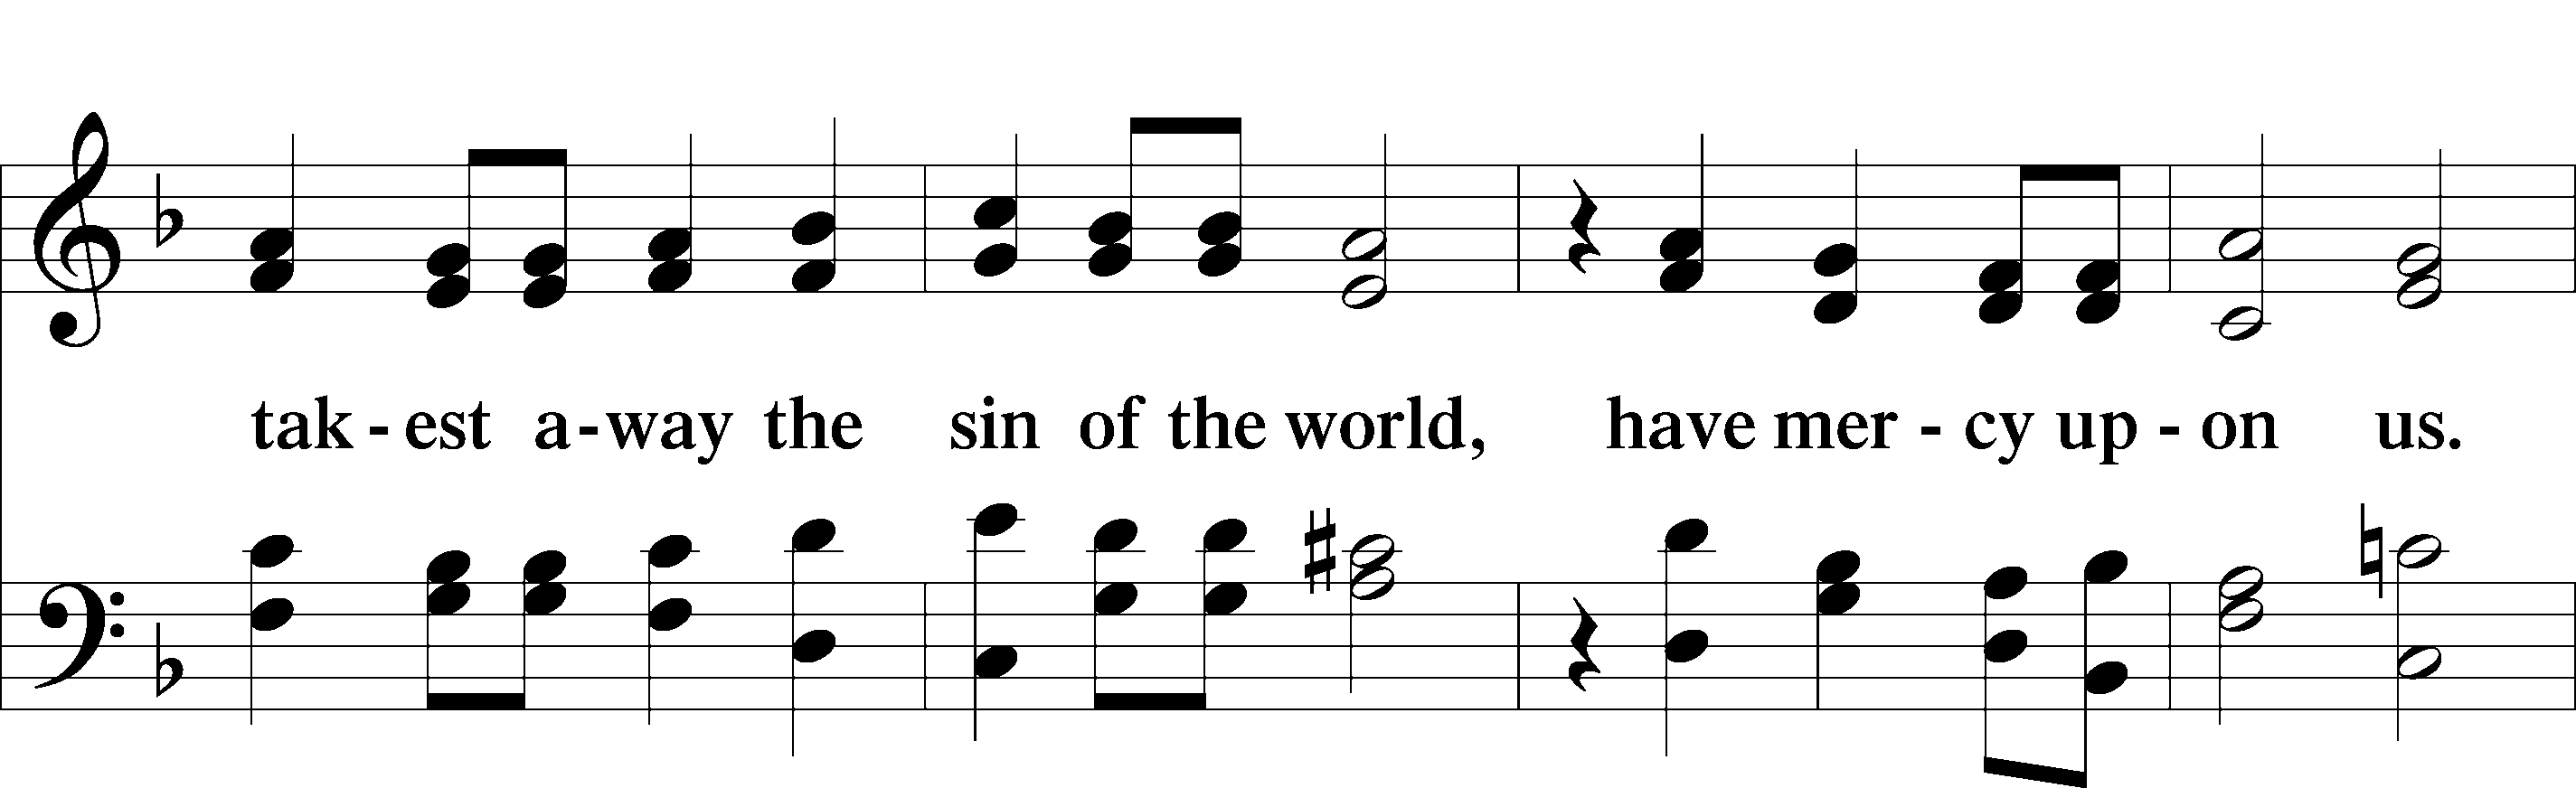 tak - est a-way the sin of the world, have mer - cy up - on us.